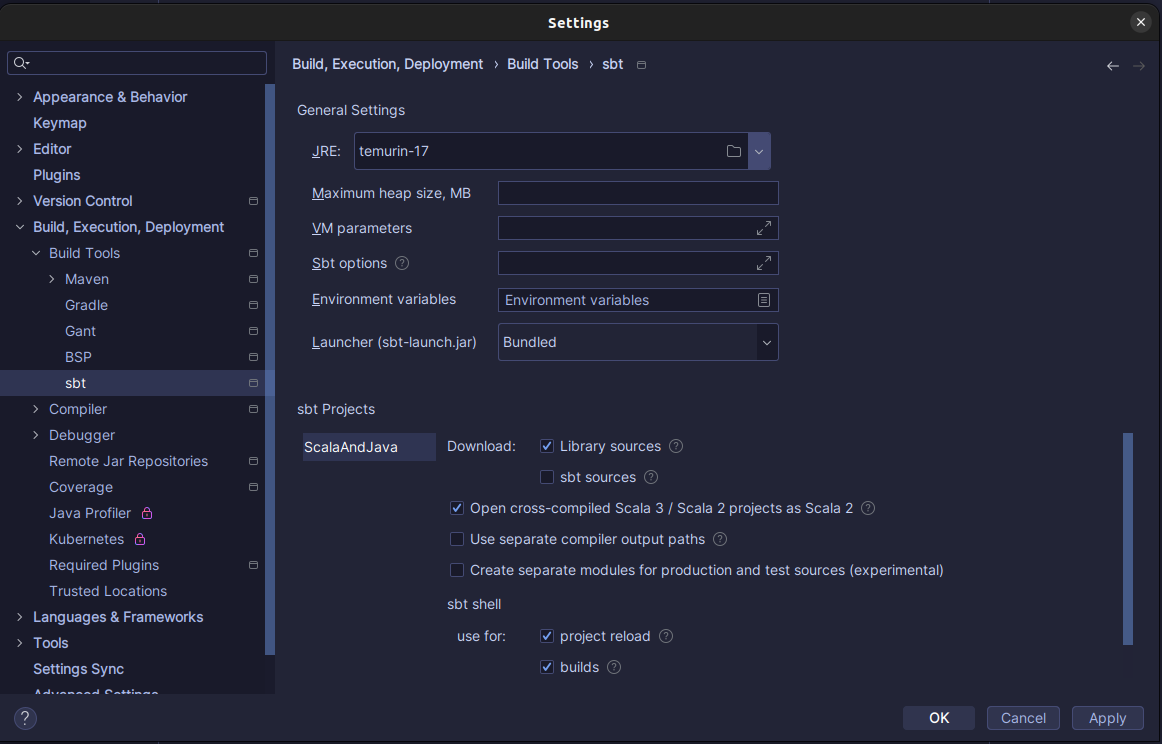 Settings
Build, Execution, Deployment › Build Tools › sbt
Appearance & Behavior
Keymap
Editor
Plugins
Version Control
Build, Execution, Deployment
Build Tools
Maven
Gradle
Gant
BSP
sbt
Compiler
Debugger
Remote Jar Repositories
Coverage
Java Profiler
Kubernetes
Required Plugins
Trusted Locations
Languages & Frameworks
Tools
Settings Sync
Advanced Settings
General Settings
JRE: temurin-17
Maximum heap size, MB
VM parameters
Sbt options ?
Environment variables Environment variables
Launcher (sbt-launch.jar) Bundled
sbt Projects
ScalaAndJava
Download: Library sources ?
sbt sources ?
Open cross-compiled Scala 3 / Scala 2 projects as Scala 2 ?
Use separate compiler output paths ?
Create separate modules for production and test sources (experimental)
sbt shell
use for: project reload ?
builds ?
? OK Cancel Apply